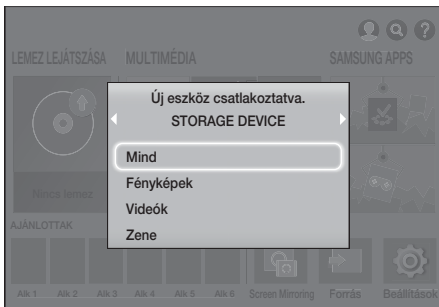 LEMEZ LEJÁTSZÁSA MULTIMÉDIA SAMSUNG APPS
Új eszköz csatlakoztatva.
STORAGE DEVICE
Mind
Fényképek
Videók
Zene
Nincs lemez
AJÁNLOTTAK
Alk 1 Alk 2 Alk 3 Alk 4 Alk 5 Alk 6 Screen Mirroring Forrás Beállítások